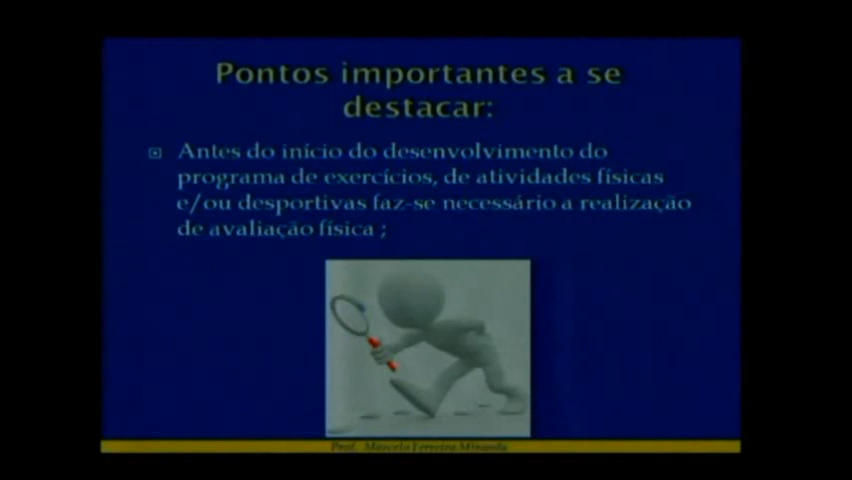 Pontos importantes a se
destacar:
Antes do início do desenvolvimento do
programa de exercícios, de atividades físicas
e/ou desportivas faz-se necessário a realização
de avaliação física ;
Prof. Marcelo Ferreira Miranda